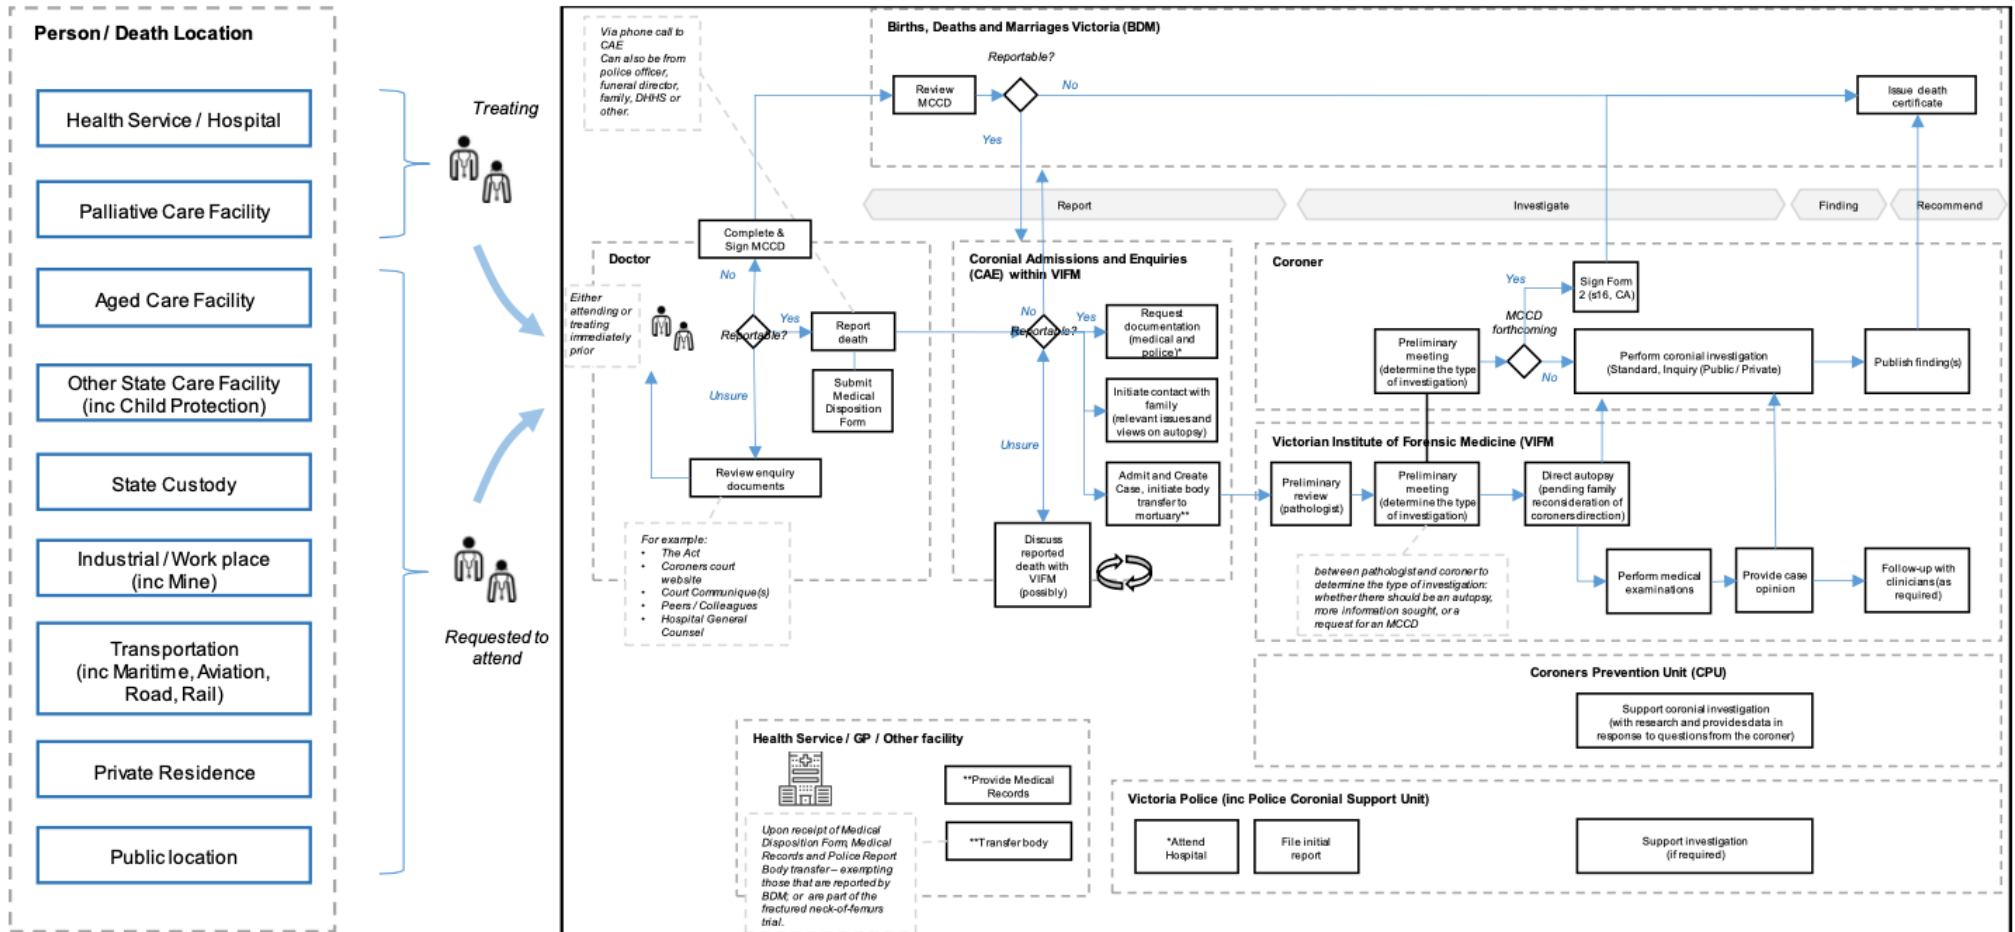 Person / Death Location
Health Service / Hospital
Palliative Care Facility
Aged Care Facility
Other State Care Facility
(inc Child Protection)
State Custody
Industrial / Work place
(inc Mine)
Transportation
(inc Maritime, Aviation,
Road, Rail)
Private Residence
Public location
Treating
Requested to
attend
Via phone call to
CAE
Can also be from
police officer,
funeral director,
family, DHHS or
other.
Births, Deaths and Marriages Victoria (BDM)
Reportable?
Review
MCCD
No
Yes
Issue death
certificate
Report
Investigate
Finding
Recommend
Complete &
Sign MCCD
Doctor
No
Either
attending or
treating
immediately
prior
Reportable?
Yes
Report
death
Submit
Medical
Disposition
Form
Unsure
Review enquiry
documents
For example:
• The Act
• Coroners court
website
• Court Communique(s)
• Peers / Colleagues
• Hospital General
Counsel
Coronial Admissions and Enquiries
(CAE) within VIFM
No
Reportable?
Yes
Request
documentation
(medical and
police)*
Initiate contact with
family
(relevant issues and
views on autopsy)
Unsure
Admit and Create
Case, initiate body
transfer to
mortuary**
Discuss
reported
death with
VIFM
(possibly)
Coroner
Yes
Sign Form
2 (s16, CA)
MCCD
forthcoming
Preliminary
meeting
(determine the type
of investigation)
No
Perform coronial investigation
(Standard, Inquiry (Public / Private)
Publish finding(s)
Victorian Institute of Forensic Medicine (VIFM
Preliminary
review
(pathologist)
Preliminary
meeting
(determine the type
of investigation)
Direct autopsy
(pending family
reconsideration of
coroners direction)
between pathologist and coroner to
determine the type of investigation:
whether there should be an autopsy,
more information sought, or a
request for an MCCD
Perform medical
examinations
Provide case
opinion
Follow-up with
clinicians (as
required)
Coroners Prevention Unit (CPU)
Support coronial investigation
(with research and provides data in
response to questions from the coroner)
Health Service / GP / Other facility
**Provide Medical
Records
**Transfer body
Upon receipt of Medical
Disposition Form, Medical
Records and Police Report
Body transfer – exempting
those that are reported by
BDM; or are part of the
fractured neck-of-femurs
trial.
Victoria Police (inc Police Coronial Support Unit)
*Attend
Hospital
File initial
report
Support investigation
(if required)